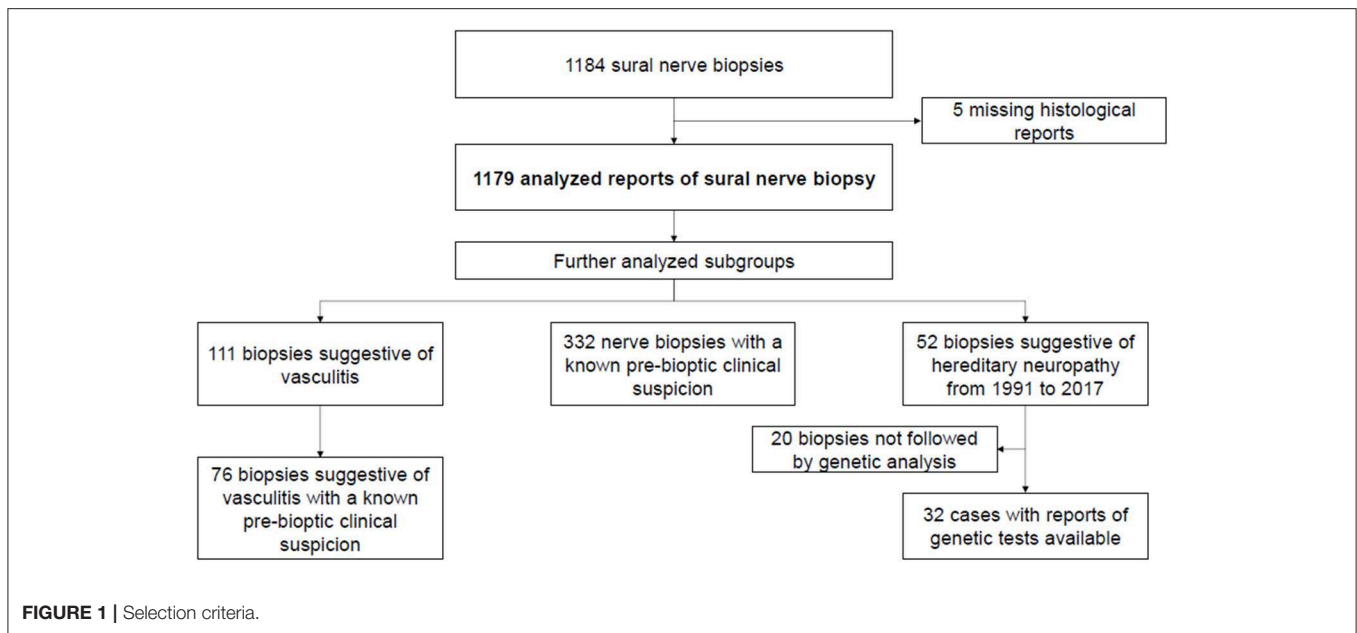 1184 sural nerve biopsies
5 missing histological
reports
1179 analyzed reports of sural nerve biopsy
Further analyzed subgroups
111 biopsies suggestive of
vasculitis
332 nerve biopsies with a
known pre-bioptic clinical
suspicion
52 biopsies suggestive of
hereditary neuropathy
from 1991 to 2017
20 biopsies not followed
by genetic analysis
76 biopsies suggestive of
vasculitis with a known
pre-bioptic clinical
suspicion
32 cases with reports of
genetic tests available
FIGURE 1 | Selection criteria.